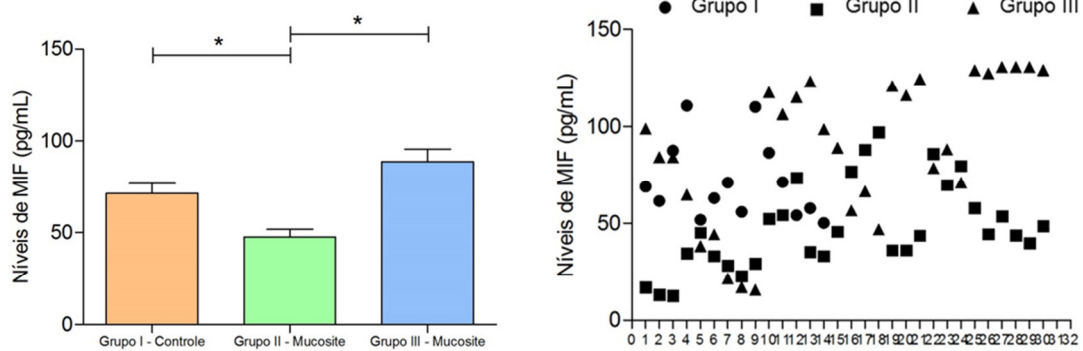 Níveis de MIF (pg/mL)
150
100
50
0
*
*
Grupo I - Controle
Grupo II - Mucosite
Grupo III - Mucosite
Grupo I
Grupo II
Grupo III
Níveis de MIF (pg/mL)
150
100
50
0
0 1 2 3 4 5 6 7 8 9 10 11 12 13 14 15 16 17 18 19 20 21 22 23 24 25 26 27 28 29 30 31 32